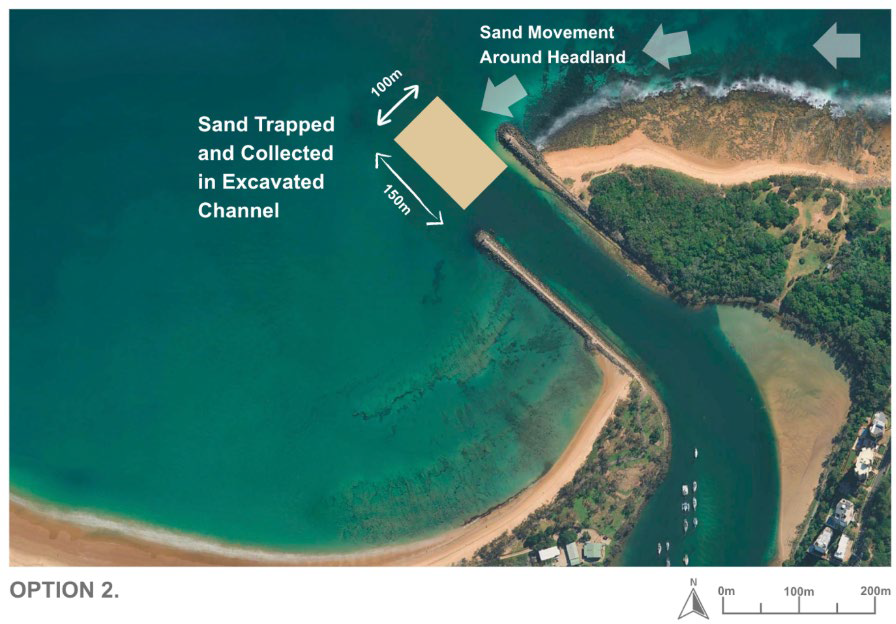 Sand Movement
Around Headland
100m
Sand Trapped
and Collected
in Excavated
Channel
150m
OPTION 2.
N
0m 100m 200m